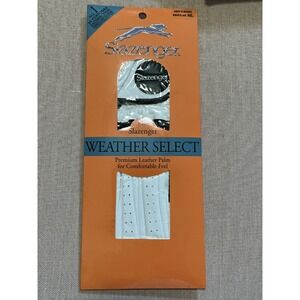 Slazenger
Slazenger
Slazenger
WEATHER SELECT
Premium Leather Palm
for Comfortable Feel